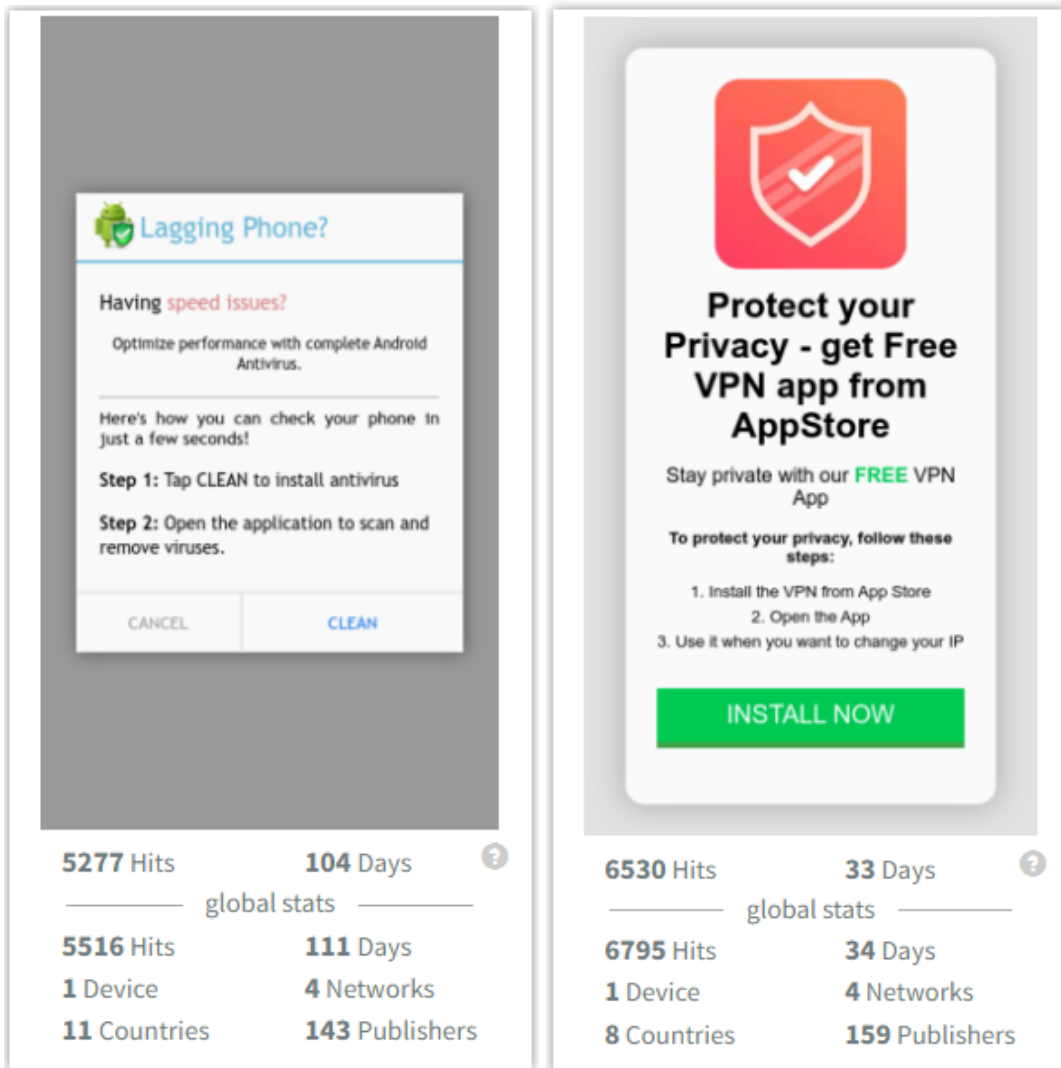 Lagging Phone?
Having speed issues?
Optimize performance with complete Android
Antivirus.
Here's how you can check your phone in
just a few seconds!
Step 1: Tap CLEAN to install antivirus
Step 2: Open the application to scan and
remove viruses.
CANCEL
CLEAN
5277 Hits
104 Days
?
global stats
5516 Hits
111 Days
1 Device
4 Networks
11 Countries
143 Publishers
Protect your
Privacy - get Free
VPN app from
AppStore
Stay private with our FREE VPN
App
To protect your privacy, follow these
steps:
1. Install the VPN from App Store
2. Open the App
3. Use it when you want to change your IP
INSTALL NOW
6530 Hits
33 Days
?
global stats
6795 Hits
34 Days
1 Device
4 Networks
8 Countries
159 Publishers